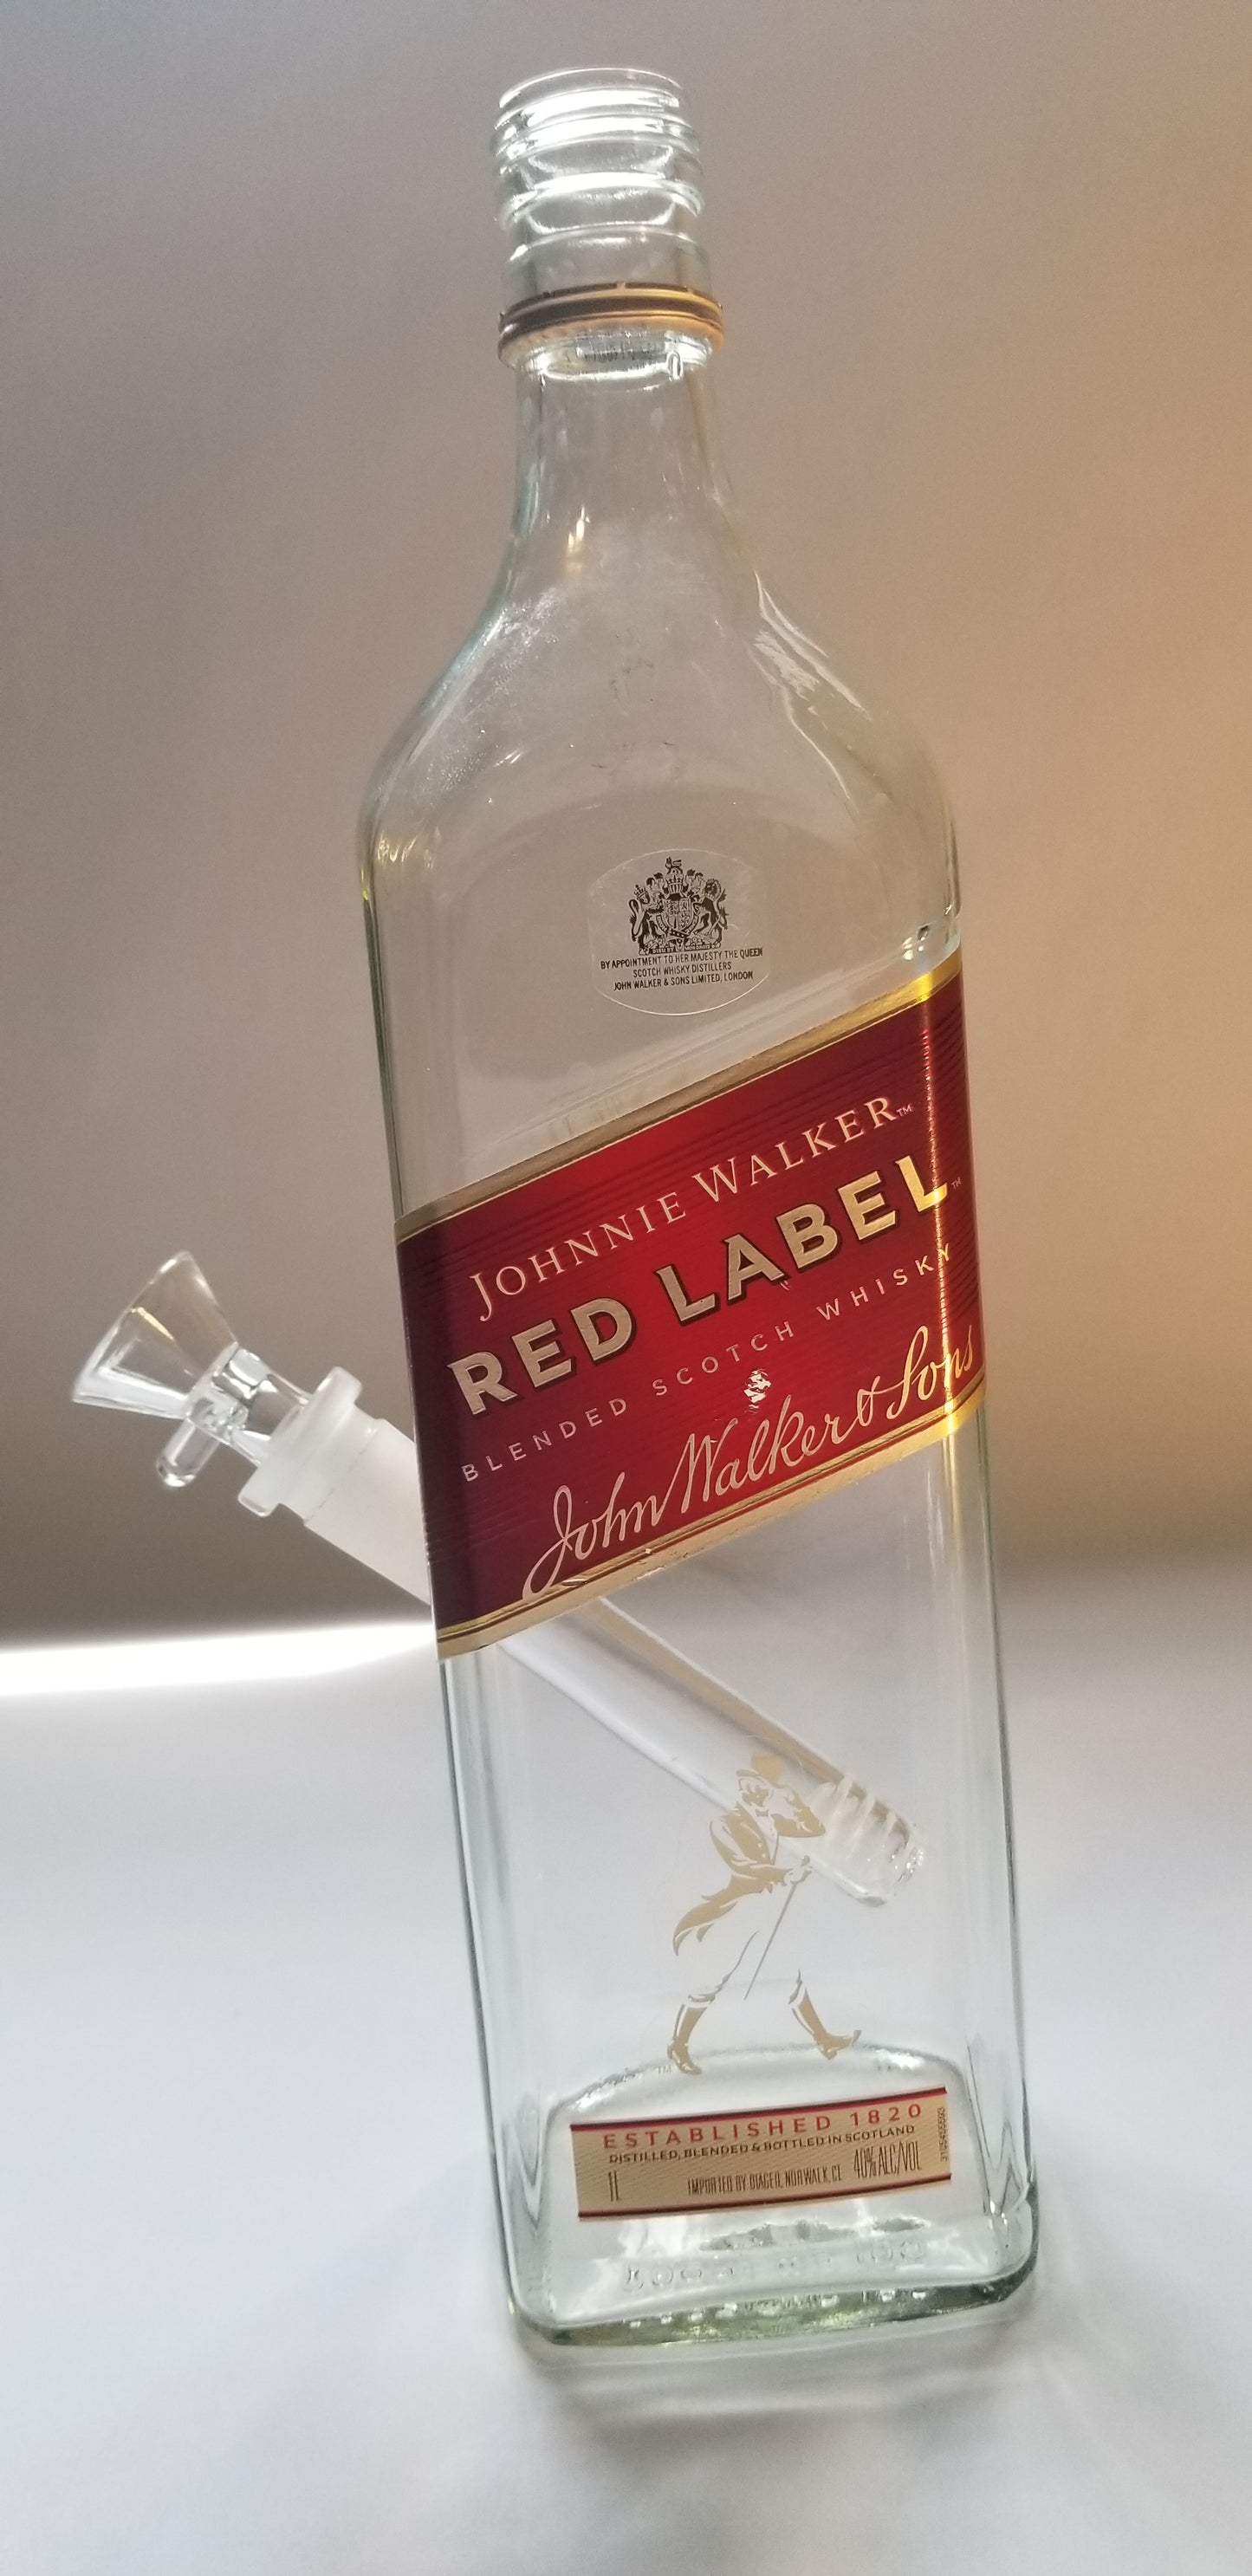 BY APPOINTMENT TO HER MAJESTY THE QUEEN
SCOTCH WHISKY DISTILLERS
JOHN WALKER & SONS LIMITED, LONDON
JOHNNIE WALKER™
RED LABEL™
BLENDED SCOTCH WHISKY
John Walker & Sons
ESTABLISHED 1820
DISTILLED, BLENDED & BOTTLED IN SCOTLAND
1L IMPORTED BY DIAGEO, NORWALK, CT 40% ALC/VOL